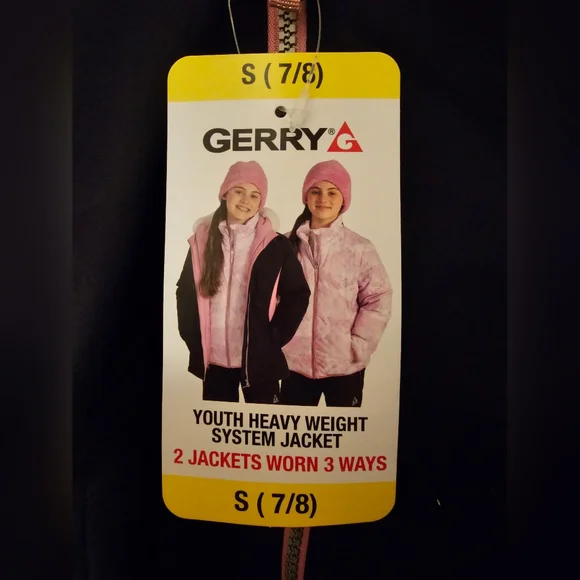 S ( 7/8)
GERRY® G
YOUTH HEAVY WEIGHT
SYSTEM JACKET
2 JACKETS WORN 3 WAYS
S ( 7/8)